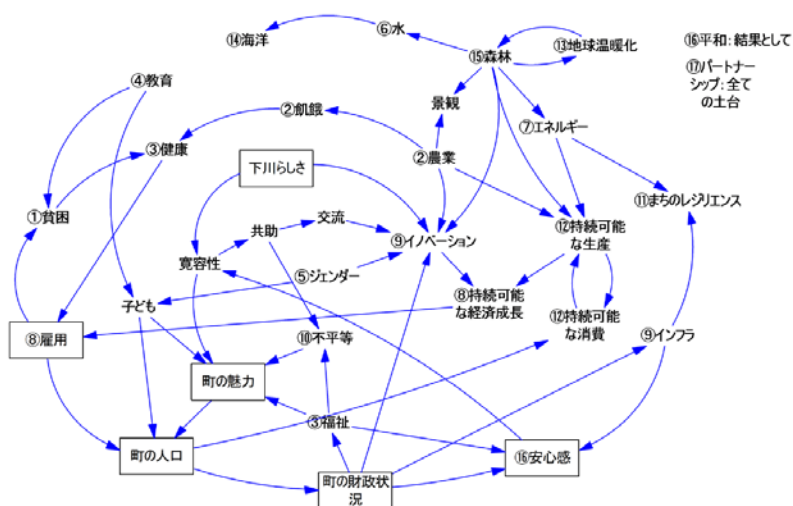 ⑥水
⑭海洋
⑬地球温暖化
⑯平和：結果として
⑮森林
⑰パートナー
シップ：全て
の土台
④教育
景観
②飢餓
⑦エネルギー
③健康
②農業
下川らしさ
⑪まちのレジリエンス
①貧困
交流
⑫持続可能
な生産
共助
⑨イノベーション
寛容性
⑤ジェンダー
子ども
⑧持続可能
な経済成長
⑫持続可能
な消費
⑧雇用
⑩不平等
⑨インフラ
町の魅力
③福祉
町の人口
⑯安心感
町の財政状
況